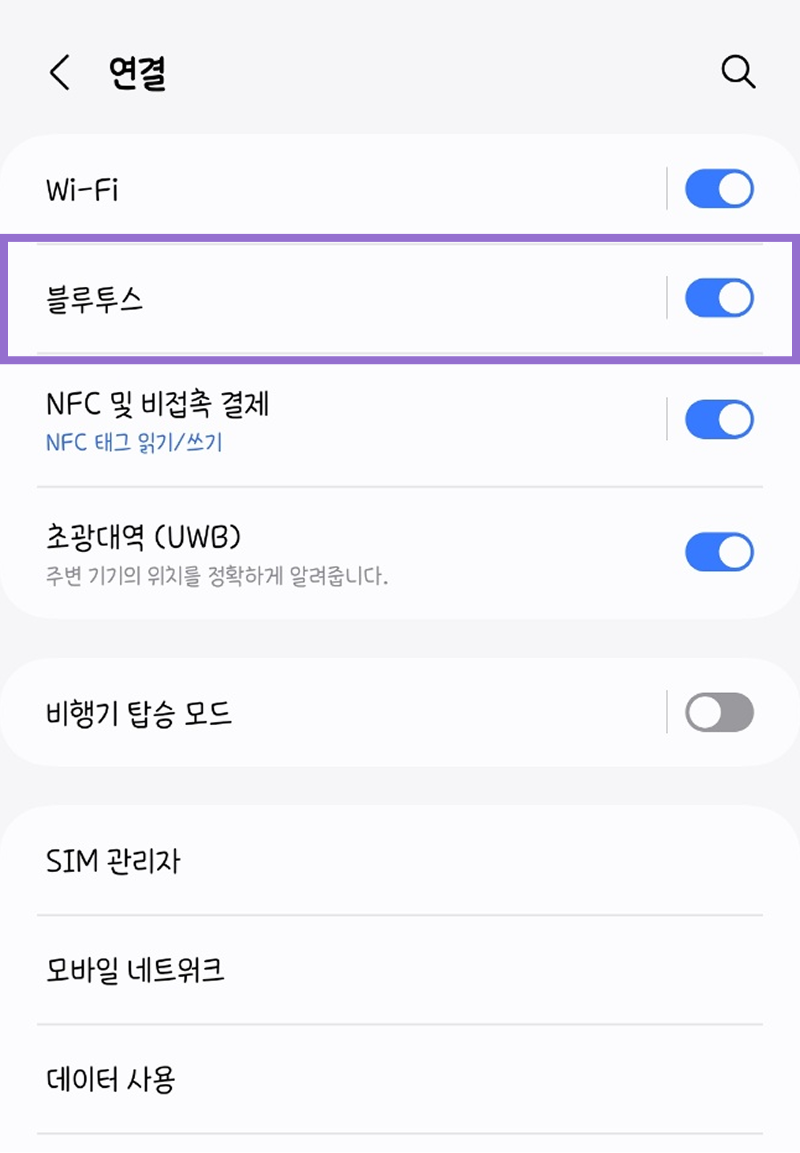 연결
Wi-Fi
블루투스
NFC 및 비접촉 결제
NFC 태그 읽기/쓰기
초광대역 (UWB)
주변 기기의 위치를 정확하게 알려줍니다.
비행기 탑승 모드
SIM 관리자
모바일 네트워크
데이터 사용